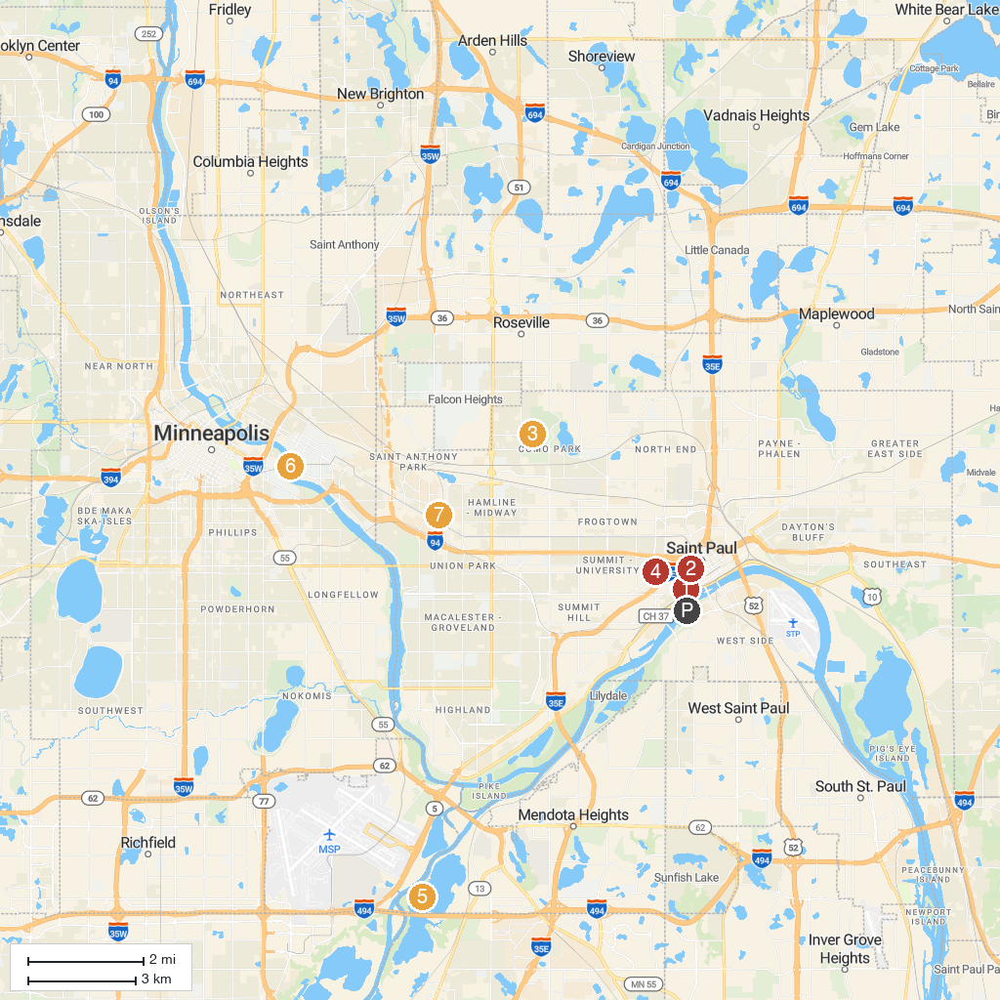 Fridley
White Bear Lake
252
oklyn Center
Arden Hills
Shoreview
Cottage Park
94
694
Bellaire
New Brighton
100
694
Vadnais Heights
Gem Lake
Cardigan Junction
35W
Hoffmans Corner
Columbia Heights
694
51
694
694
OLSON'S
ISLAND
nsdale
Saint Anthony
Little Canada
NORTHEAST
35W
36
Roseville
36
Maplewood
North Sain
Gladstone
NEAR NORTH
35E
Falcon Heights
Minneapolis
3
COMO PARK
NORTH END
PAYNE -
PHALEN
GREATER
EAST SIDE
SAINT ANTHONY
PARK
35W
6
394
Midvale
BDE MAKA
SKA-ISLES
HAMLINE
- MIDWAY
7
FROGTOWN
DAYTON'S
BLUFF
PHILLIPS
94
Saint Paul
55
UNION PARK
SUMMIT -
UNIVERSITY
4
2
SOUTHEAST
LONGFELLOW
10
POWDERHORN
MACALESTER -
GROVELAND
SUMMIT
HILL
CH 37
P
52
STP
WEST SIDE
NOKOMIS
SOUTHWEST
HIGHLAND
35E
Lilydale
West Saint Paul
55
PIG'S EYE
ISLAND
62
35W
62
77
5
PIKE
ISLAND
South St. Paul
494
Mendota Heights
62
Richfield
MSP
494
52
Sunfish Lake
PEACEBUNNY
ISLAND
5
13
494
494
35W
NEWPORT
ISLAND
35E
Inver Grove
Heights
2 mi
3 km
MN 55
Saint Paul Pa